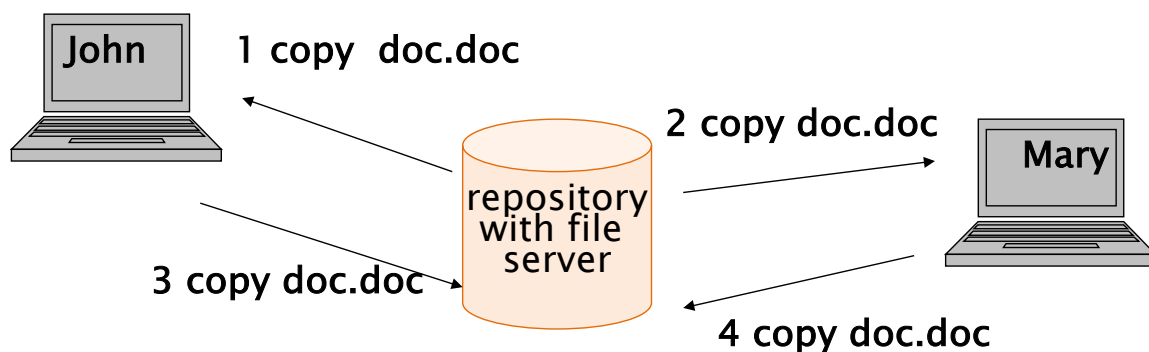 John
1 copy  doc.doc
2 copy doc.doc
Mary
repository
with file
server
3 copy doc.doc
4 copy doc.doc